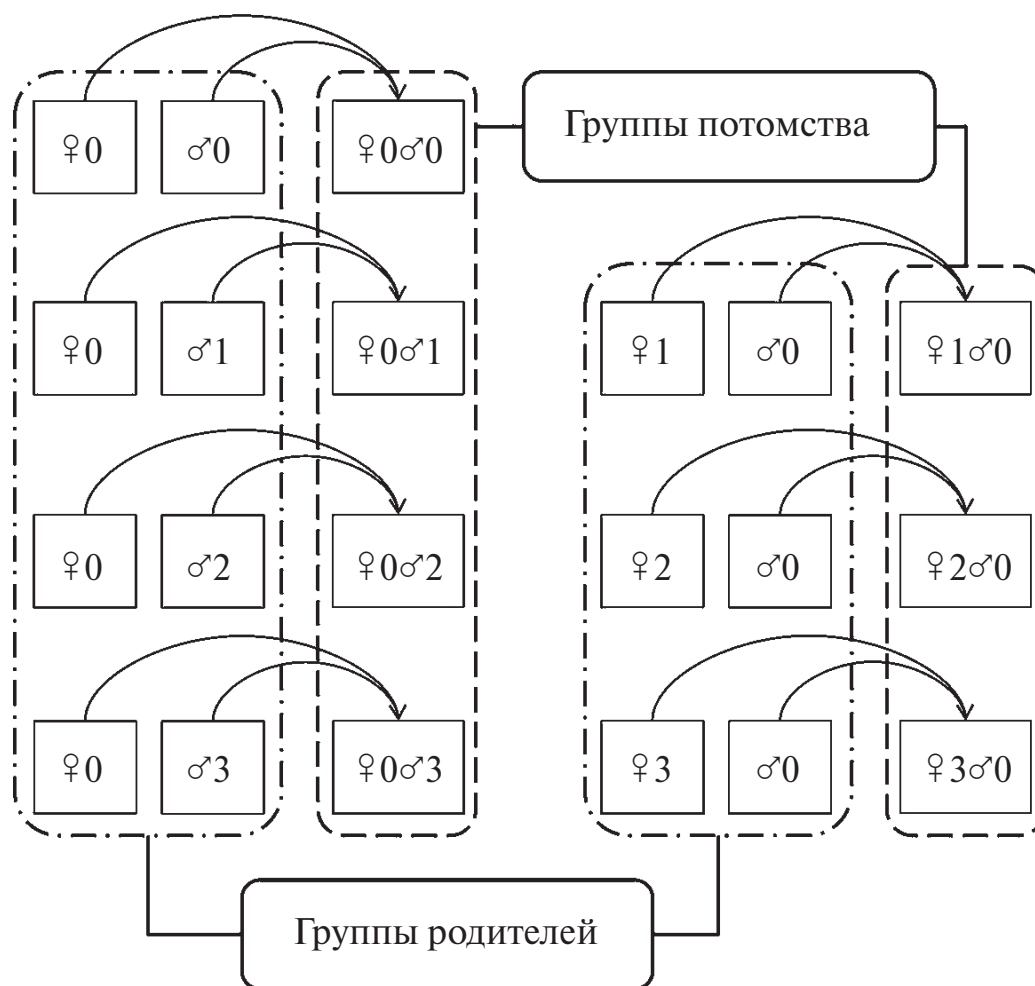 ♀0 ♂0 ♀0♂0 Группы потомства
♀0 ♂1 ♀0♂1 ♀1 ♂0 ♀1♂0
♀0 ♂2 ♀0♂2 ♀2 ♂0 ♀2♂0
♀0 ♂3 ♀0♂3 ♀3 ♂0 ♀3♂0
Группы родителей